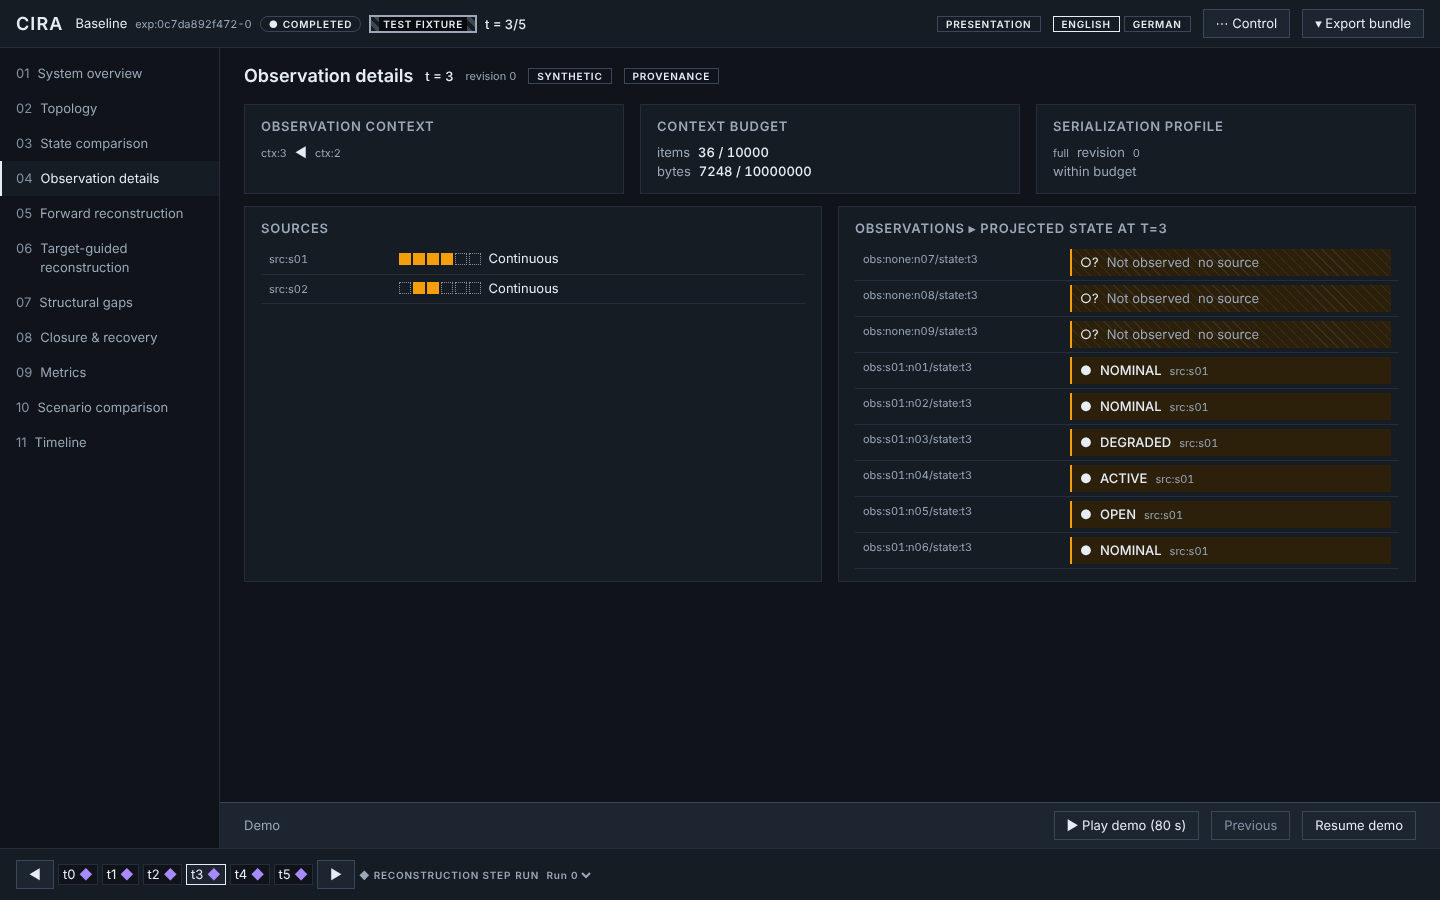 CIRA Baseline exp:0c7da892f472-0 ● COMPLETED TEST FIXTURE t = 3/5 PRESENTATION ENGLISH GERMAN ⋯ Control ▾ Export bundle
01 System overview
02 Topology
03 State comparison
04 Observation details
05 Forward reconstruction
06 Target-guided
reconstruction
07 Structural gaps
08 Closure & recovery
09 Metrics
10 Scenario comparison
11 Timeline
Observation details t = 3 revision 0 SYNTHETIC PROVENANCE
OBSERVATION CONTEXT
ctx:3 ◀ ctx:2
CONTEXT BUDGET
items 36 / 10000
bytes 7248 / 10000000
SERIALIZATION PROFILE
full revision 0
within budget
SOURCES
src:s01 Continuous
src:s02 Continuous
OBSERVATIONS ▸ PROJECTED STATE AT T=3
obs:none:n07/state:t3 ○? Not observed no source
obs:none:n08/state:t3 ○? Not observed no source
obs:none:n09/state:t3 ○? Not observed no source
obs:s01:n01/state:t3 ● NOMINAL src:s01
obs:s01:n02/state:t3 ● NOMINAL src:s01
obs:s01:n03/state:t3 ● DEGRADED src:s01
obs:s01:n04/state:t3 ● ACTIVE src:s01
obs:s01:n05/state:t3 ● OPEN src:s01
obs:s01:n06/state:t3 ● NOMINAL src:s01
Demo ▶ Play demo (80 s) Previous Resume demo
◀ t0 ◆ t1 ◆ t2 ◆ t3 ◆ t4 ◆ t5 ◆ ▶ ◆ RECONSTRUCTION STEP RUN Run 0